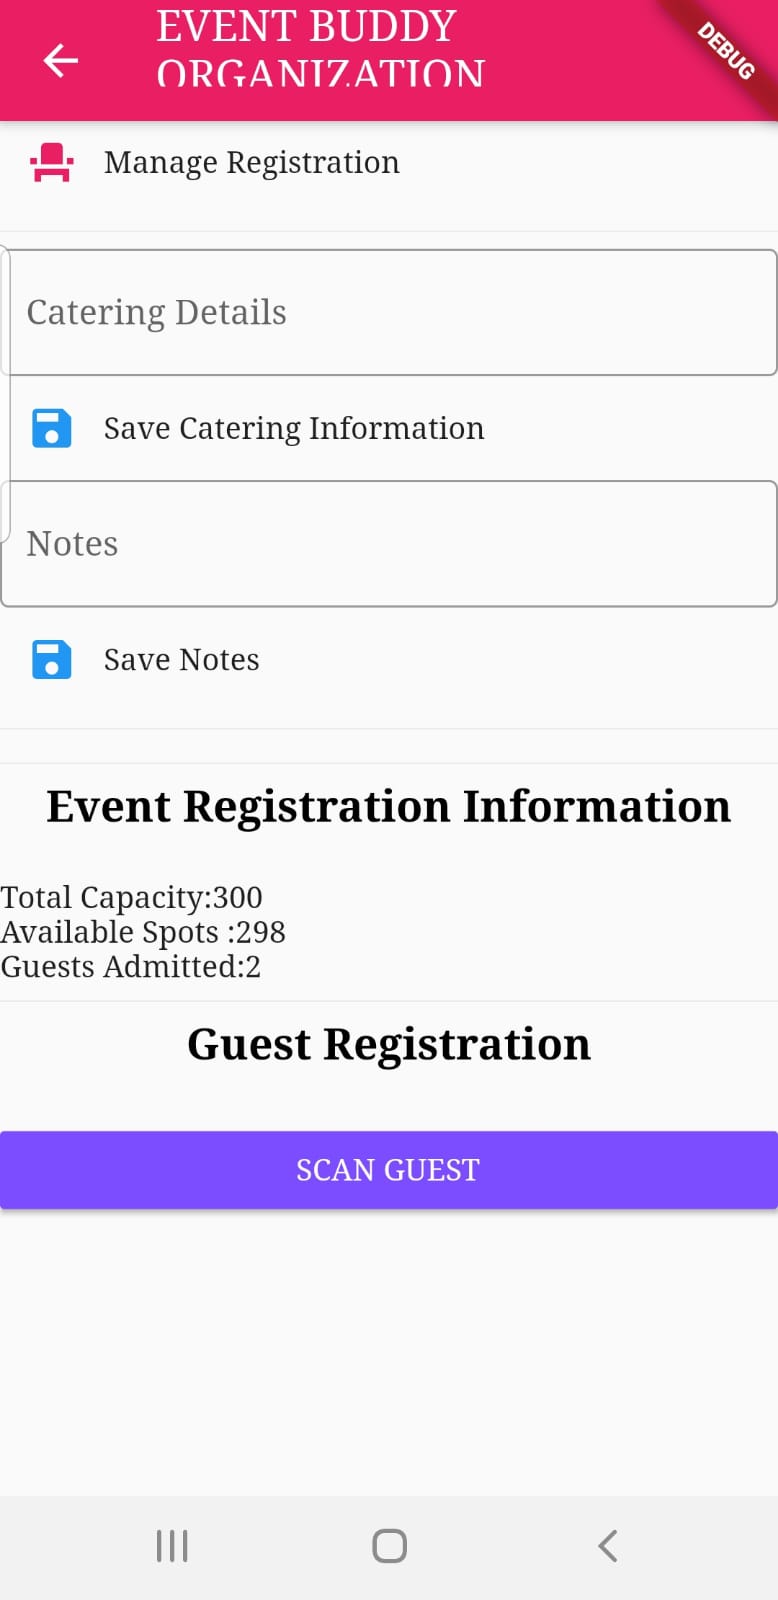 EVENT BUDDY
ORGANIZATION
DEBUG
Manage Registration
Catering Details
Save Catering Information
Notes
Save Notes
Event Registration Information
Total Capacity:300
Available Spots :298
Guests Admitted:2
Guest Registration
SCAN GUEST